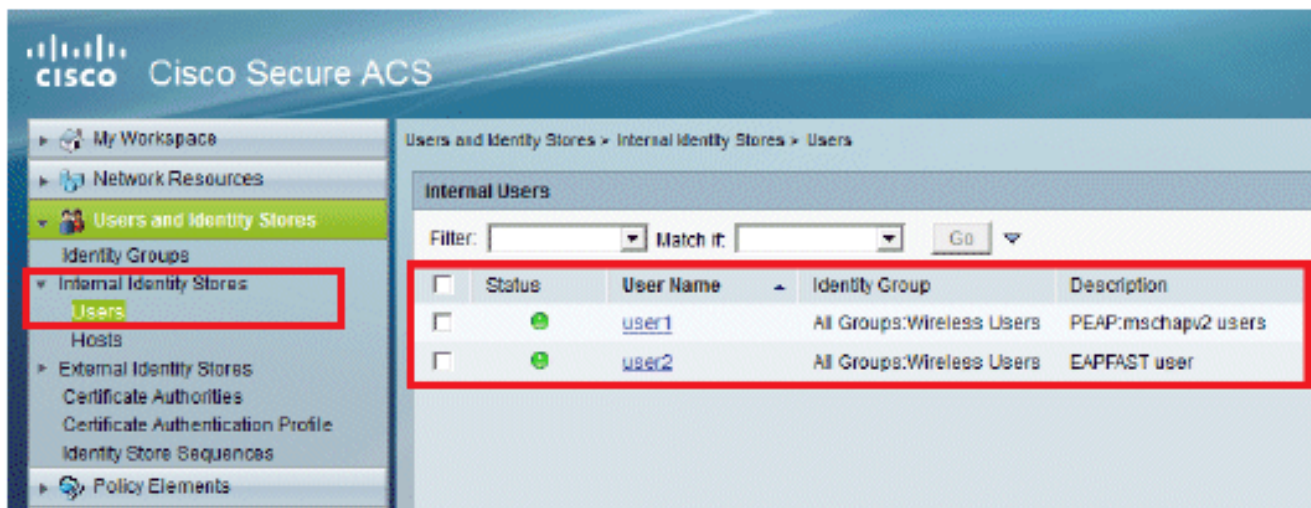 CISCO Cisco Secure ACS
My Workspace
Network Resources
Users and Identity Stores
Identity Groups
Internal Identity Stores
Users
Hosts
External Identity Stores
Certificate Authorities
Certificate Authentication Profile
Identity Store Sequences
Policy Elements
Users and Identity Stores > Internal Identity Stores > Users
Internal Users
Filter: Match if: Go
Status User Name Identity Group Description
user1 All Groups:Wireless Users PEAP:mschapv2 users
user2 All Groups:Wireless Users EAPFAST user